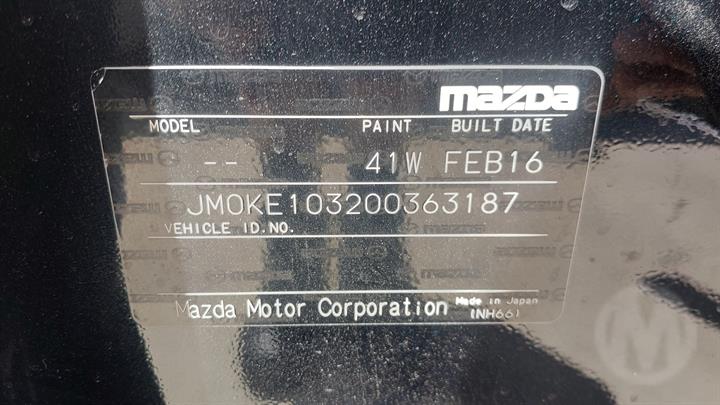 mazda
MODEL PAINT BUILT DATE
-- 41W FEB16
JM0KE103200363187
VEHICLE ID.NO.
Mazda Motor Corporation Made in Japan
(NH66)
M